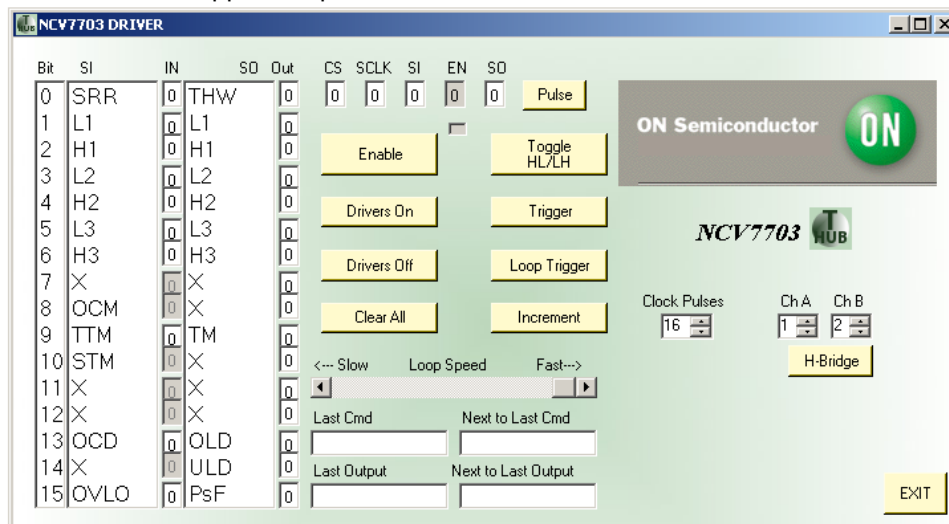 NCV7703 DRIVER
Bit SI IN SO Out CS SCLK SI EN SO
0 SRR 0 THW 0 0 0 0 0 0 Pulse
1 L1 0 L1 0
2 H1 0 H1 0 Enable Toggle HL/LH
3 L2 0 L2 0
4 H2 0 H2 0 Drivers On Trigger
5 L3 0 L3 0
6 H3 0 H3 0 Drivers Off Loop Trigger
7 X 0 X 0
8 OCM 0 X 0 Clear All Increment
9 TTM 0 TM 0
10 STM 0 X 0 <--- Slow Loop Speed Fast--->
11 X 0 X 0
12 X 0 X 0 Last Cmd Next to Last Cmd
13 OCD 0 OLD 0
14 X 0 ULD 0 Last Output Next to Last Output
15 OVLO 0 PsF 0
ON Semiconductor ON
NCV7703 T HUB
Clock Pulses Ch A Ch B
16 1 2
H-Bridge
EXIT